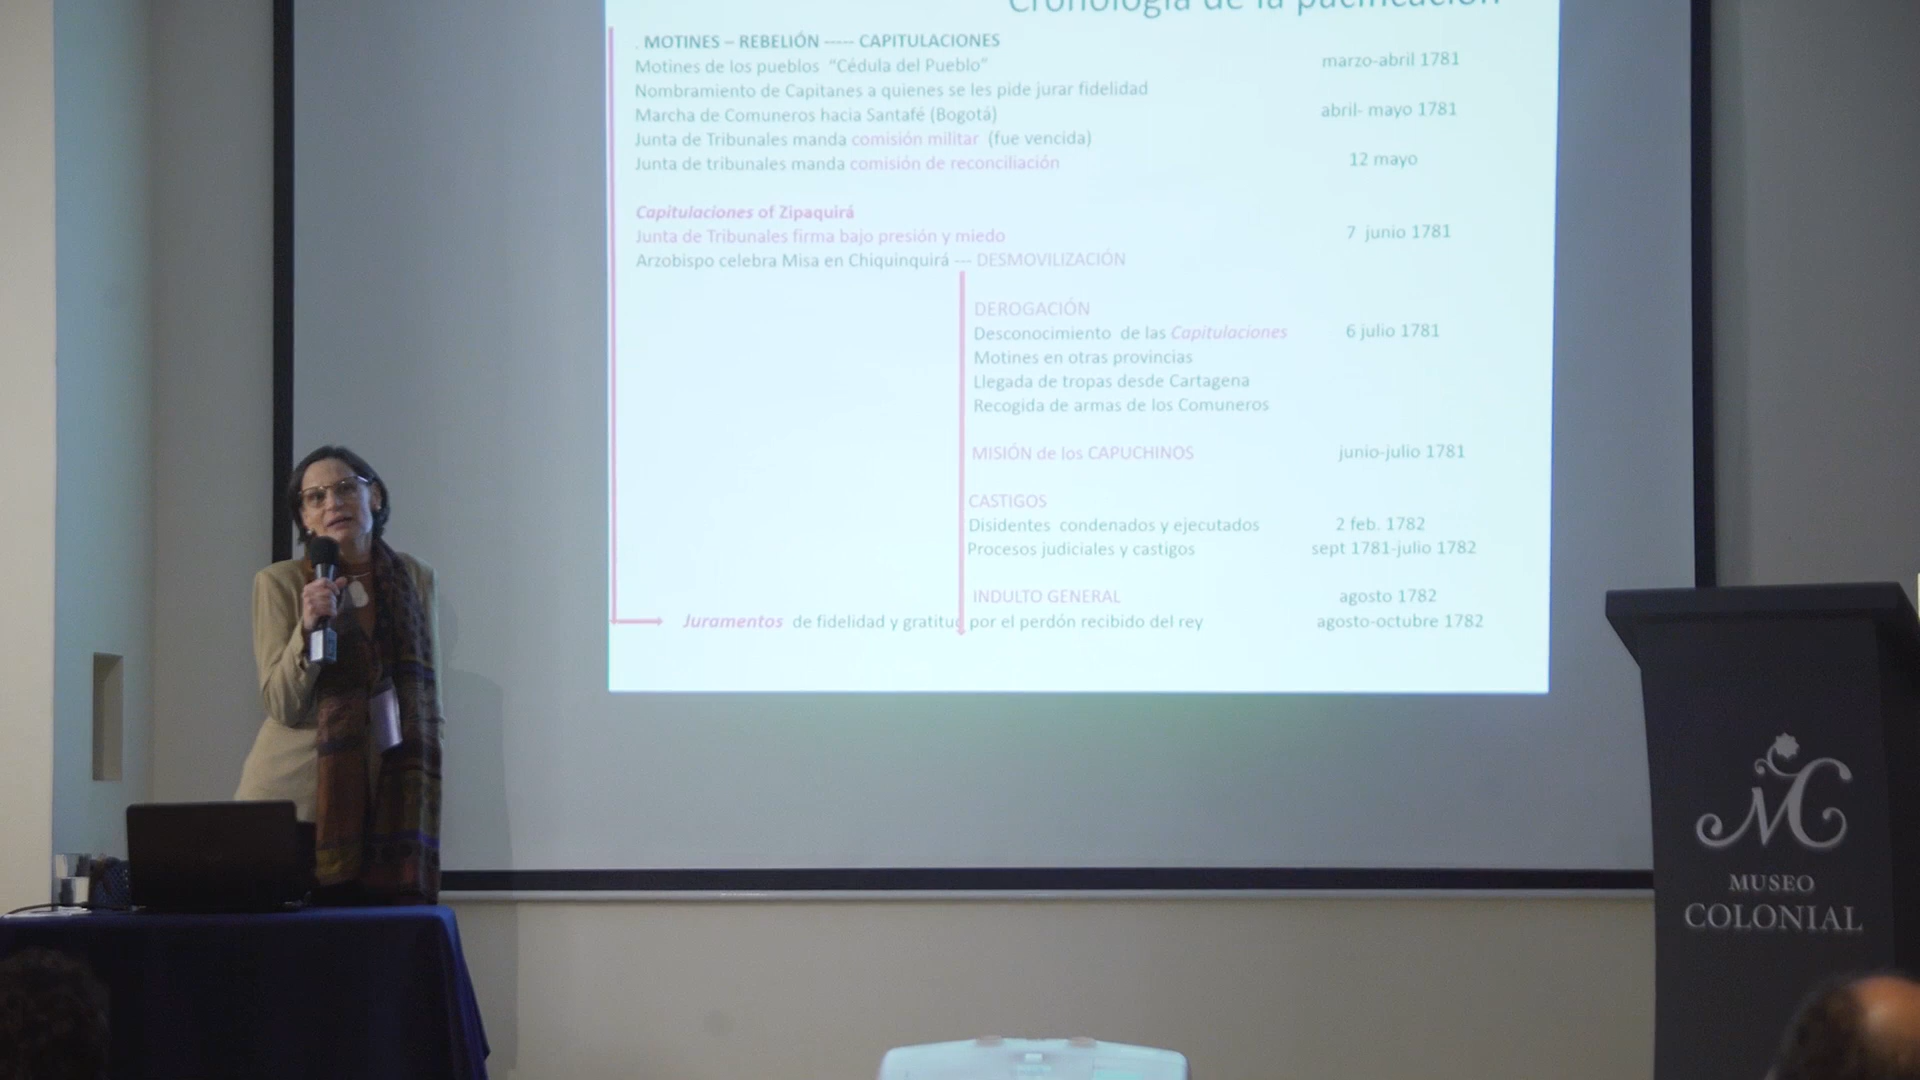 Cronología de la pacificación
. MOTINES – REBELIÓN ----- CAPITULACIONES
Motines de los pueblos “Cédula del Pueblo” marzo-abril 1781
Nombramiento de Capitanes a quienes se les pide jurar fidelidad
Marcha de Comuneros hacia Santafé (Bogotá) abril- mayo 1781
Junta de Tribunales manda comisión militar (fue vencida)
Junta de tribunales manda comisión de reconciliación 12 mayo
Capitulaciones of Zipaquirá
Junta de Tribunales firma bajo presión y miedo 7 junio 1781
Arzobispo celebra Misa en Chiquinquirá --- DESMOVILIZACIÓN
DEROGACIÓN
Desconocimiento de las Capitulaciones 6 julio 1781
Motines en otras provincias
Llegada de tropas desde Cartagena
Recogida de armas de los Comuneros
MISIÓN de los CAPUCHINOS junio-julio 1781
CASTIGOS
Disidentes condenados y ejecutados 2 feb. 1782
Procesos judiciales y castigos sept 1781-julio 1782
INDULTO GENERAL agosto 1782
Juramentos de fidelidad y gratitud por el perdón recibido del rey agosto-octubre 1782
MC
MUSEO
COLONIAL